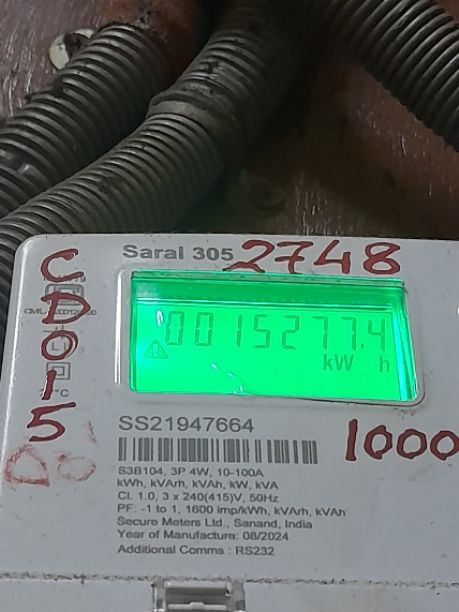 Saral 305
2748
CD015
0015277.4
kW h
SS21947664
1000
S3B104, 3P 4W, 10-100A
kWh, kVArh, kVAh, kW, kVA
Cl. 1.0, 3 x 240(415)V, 50Hz
PF: -1 to 1, 1600 imp/kWh, kVArh, kVAh
Secure Meters Ltd., Sanand, India
Year of Manufacture: 08/2024
Additional Comms : RS232